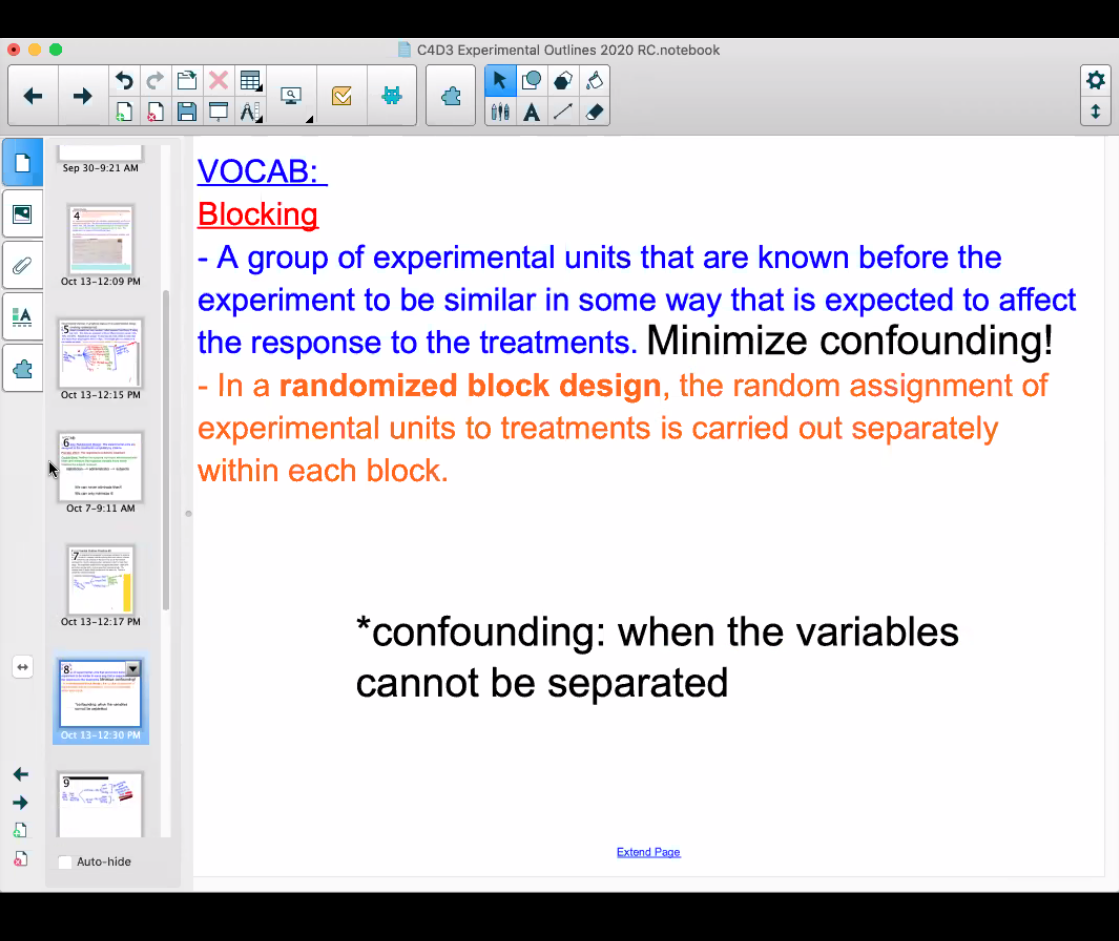 C4D3 Experimental Outlines 2020 RC.notebook
Sep 30-9:21 AM
4
Oct 13-12:09 PM
5
Oct 13-12:15 PM
6
Oct 7-9:11 AM
7
Oct 13-12:17 PM
8
Oct 13-12:30 PM
9
Auto-hide
VOCAB:
Blocking
- A group of experimental units that are known before the
experiment to be similar in some way that is expected to affect
the response to the treatments. Minimize confounding!
- In a randomized block design, the random assignment of
experimental units to treatments is carried out separately
within each block.
*confounding: when the variables
cannot be separated
Extend Page